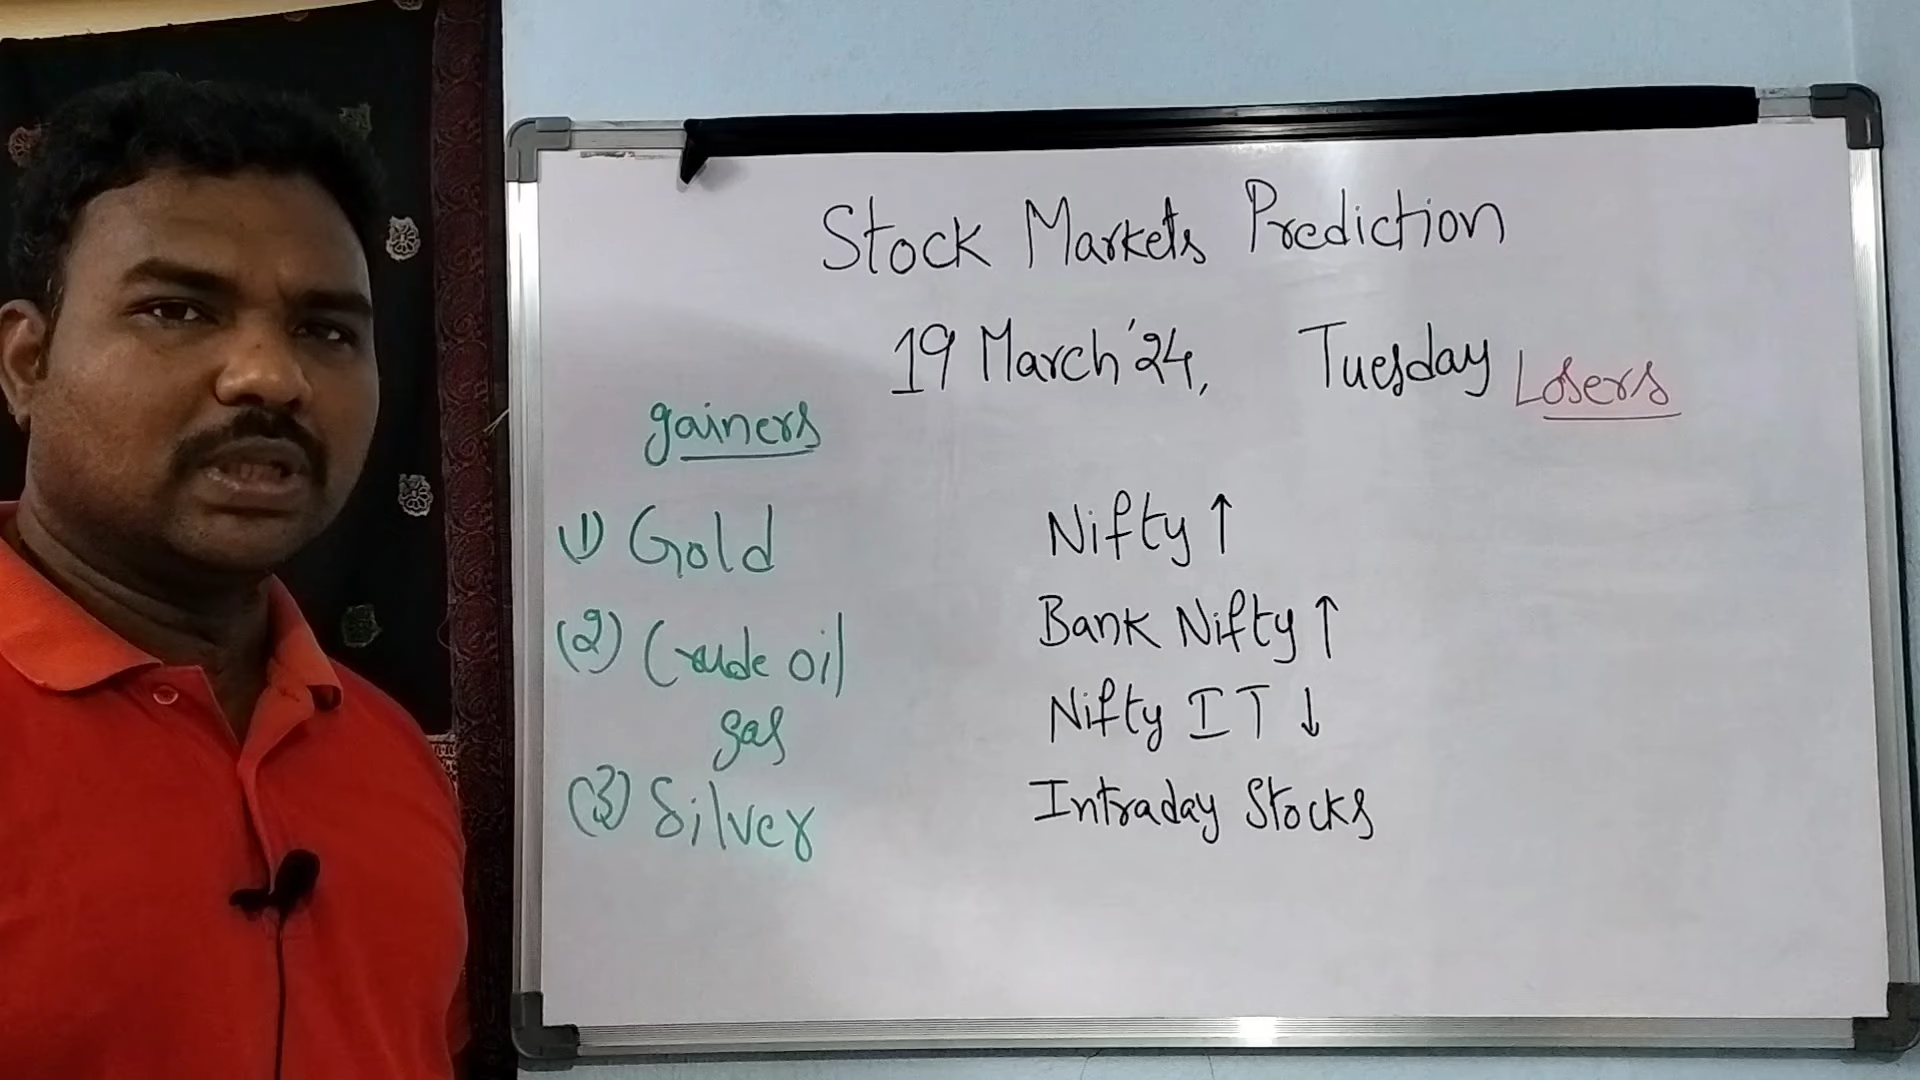 Stock Markets Prediction
19 March '24, Tuesday
gainers
Losers
(1) Gold
(2) Crude oil
gas
(3) Silver
Nifty ↑
Bank Nifty ↑
Nifty IT ↓
Intraday Stocks